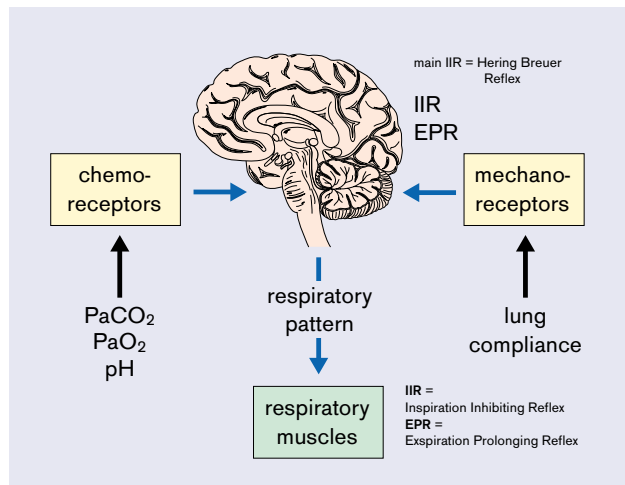 main IIR = Hering Breuer
Reflex
IIR
EPR
chemo-
receptors
mechano-
receptors
PaCO₂
PaO₂
pH
respiratory
pattern
lung
compliance
respiratory
muscles
IIR =
Inspiration Inhibiting Reflex
EPR =
Exspiration Prolonging Reflex